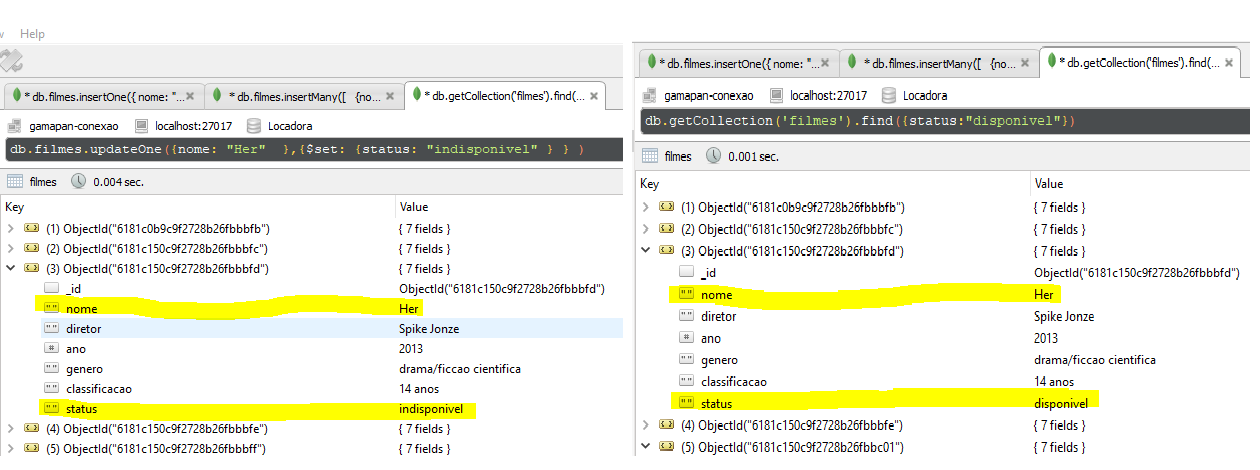 w Help
* db.filmes.insertOne({ nome: "... * db.filmes.insertMany([ {no... * db.getCollection('filmes').find(...
gamapan-conexao localhost:27017 Locadora
db.filmes.updateOne({nome: "Her"  },{$set: {status: "indisponivel" } } )
filmes 0.004 sec.
Key Value
(1) ObjectId("6181c0b9c9f2728b26fbbbfb") { 7 fields }
(2) ObjectId("6181c150c9f2728b26fbbbfc") { 7 fields }
(3) ObjectId("6181c150c9f2728b26fbbbfd") { 7 fields }
_id ObjectId("6181c150c9f2728b26fbbbfd")
" " nome Her
" " diretor Spike Jonze
# ano 2013
" " genero drama/ficcao cientifica
" " classificacao 14 anos
" " status indisponivel
(4) ObjectId("6181c150c9f2728b26fbbbfe") { 7 fields }
(5) ObjectId("6181c150c9f2728b26fbbbff") { 7 fields }
* db.filmes.insertOne({ nome: "... * db.filmes.insertMany([ {no... * db.getCollection('filmes').find(...
gamapan-conexao localhost:27017 Locadora
db.getCollection('filmes').find({status:"disponivel"})
filmes 0.001 sec.
Key Value
(1) ObjectId("6181c0b9c9f2728b26fbbbfb") { 7 fields }
(2) ObjectId("6181c150c9f2728b26fbbbfc") { 7 fields }
(3) ObjectId("6181c150c9f2728b26fbbbfd") { 7 fields }
_id ObjectId("6181c150c9f2728b26fbbbfd")
" " nome Her
" " diretor Spike Jonze
# ano 2013
" " genero drama/ficcao cientifica
" " classificacao 14 anos
" " status disponivel
(4) ObjectId("6181c150c9f2728b26fbbbfe") { 7 fields }
(5) ObjectId("6181c150c9f2728b26fbbc01") { 7 fields }